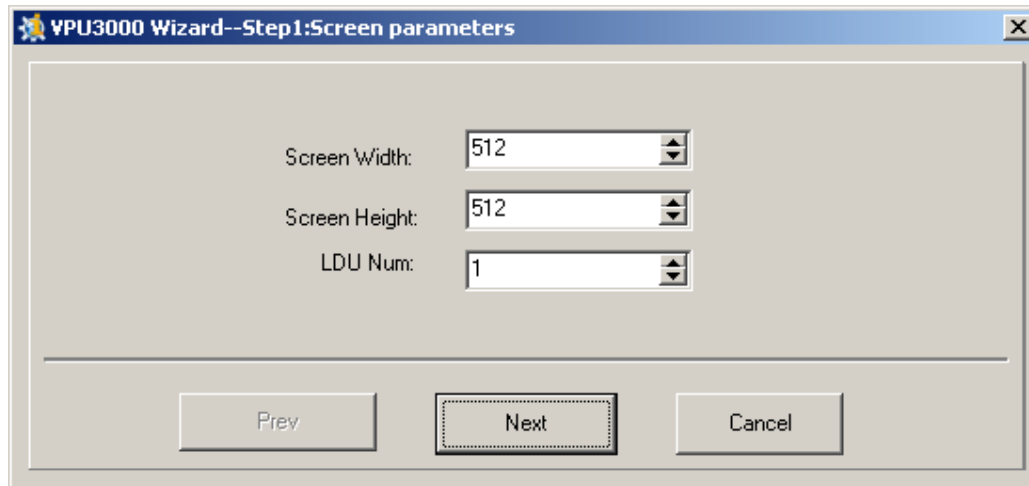 VPU3000 Wizard--Step1:Screen parameters
Screen Width: 512
Screen Height: 512
LDU Num: 1
Prev Next Cancel